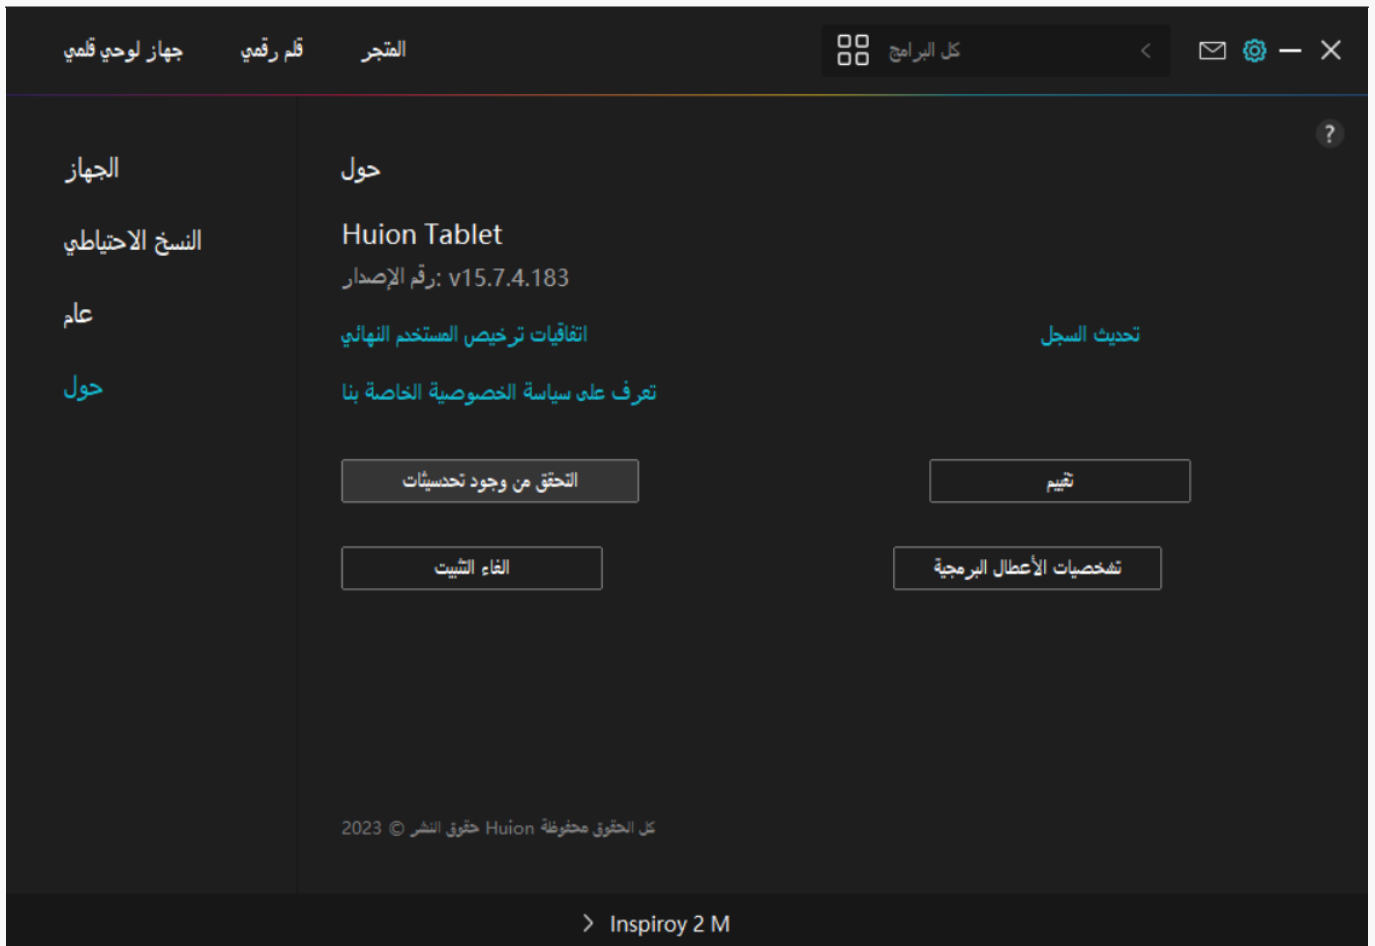 جهاز لوحي قلمي
قلم رقمي
المتجر
كل البرامج
?
الجهاز
النسخ الاحتياطي
عام
حول
حول
Huion Tablet
رقم الإصدار: v15.7.4.183
اتفاقيات ترخيص المستخدم النهائي
تحديث السجل
تعرف على سياسة الخصوصية الخاصة بنا
التحقق من وجود تحدسيثات
تقييم
الغاء التثبيت
تشخصيات الأعطال البرمجية
كل الحقوق محفوظة Huion حقوق النشر © 2023
Inspiroy 2 M